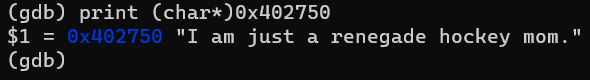 (gdb) print (char*)0x402750
$1 = 0x402750 "I am just a renegade hockey mom."
(gdb)